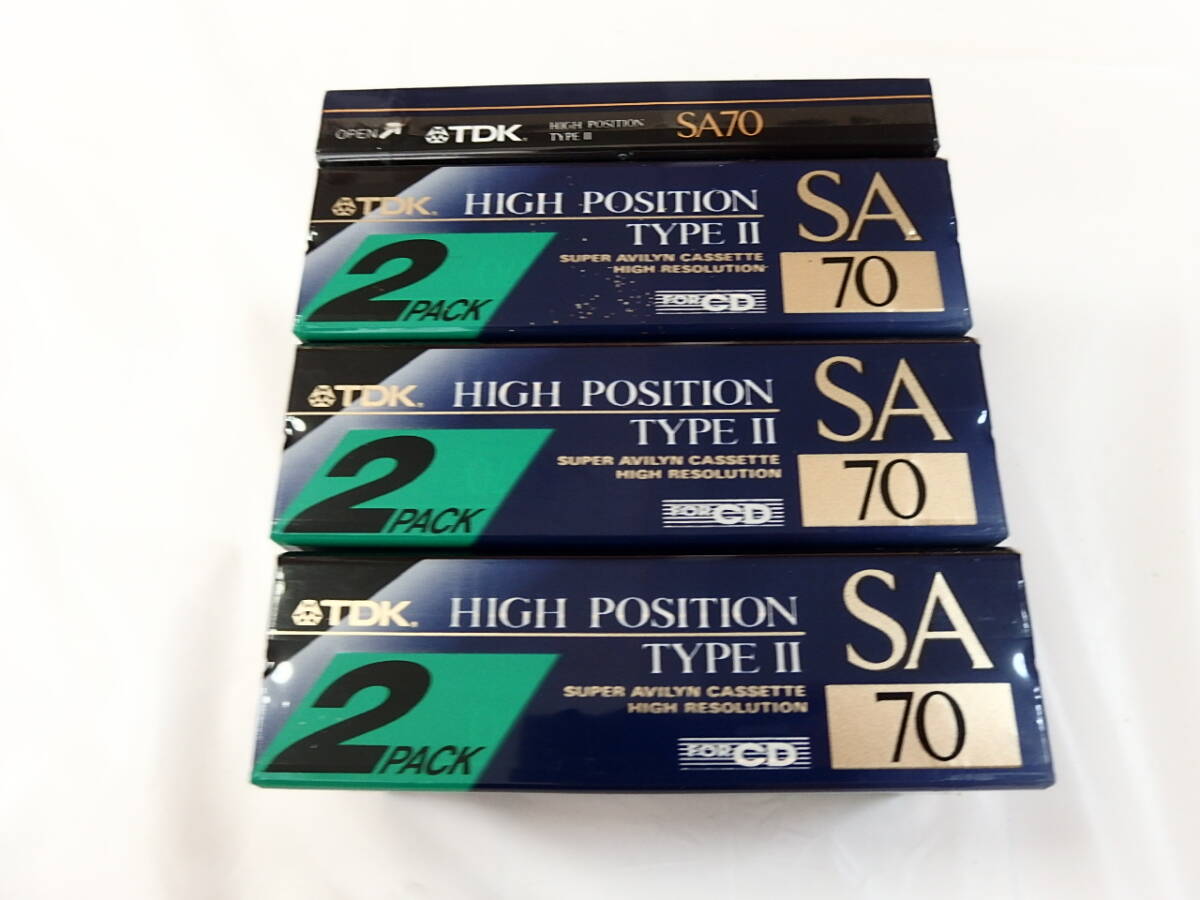 OPEN TDK. HIGH POSITION SA70
TYPE II
TDK. HIGH POSITION SA
TYPE II
SUPER AVILYN CASSETTE
HIGH RESOLUTION
2 PACK
FOR CD
70
TDK. HIGH POSITION SA
TYPE II
SUPER AVILYN CASSETTE
HIGH RESOLUTION
2 PACK
FOR CD
70
TDK. HIGH POSITION SA
TYPE II
SUPER AVILYN CASSETTE
HIGH RESOLUTION
2 PACK
FOR CD
70